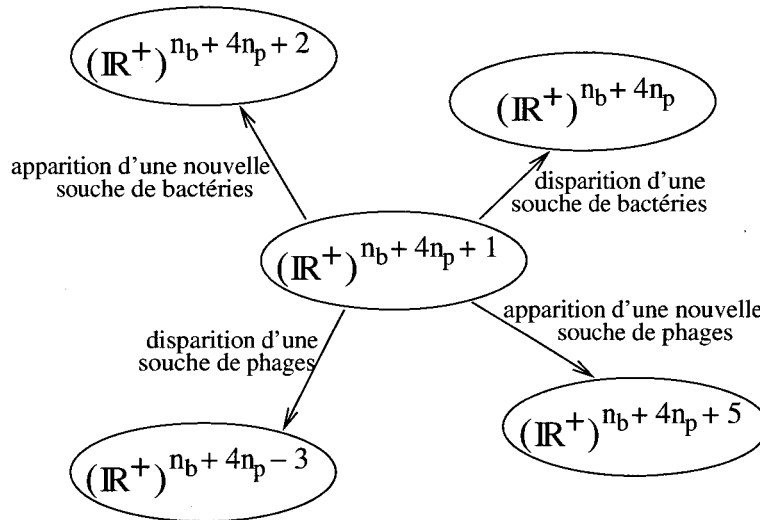 (ℝ⁺)^{n_b + 4n_p + 2}
(ℝ⁺)^{n_b + 4n_p}
apparition d'une nouvelle
souche de bactéries
disparition d'une
souche de bactéries
(ℝ⁺)^{n_b + 4n_p + 1}
disparition d'une
souche de phages
apparition d'une nouvelle
souche de phages
(ℝ⁺)^{n_b + 4n_p + 5}
(ℝ⁺)^{n_b + 4n_p − 3}